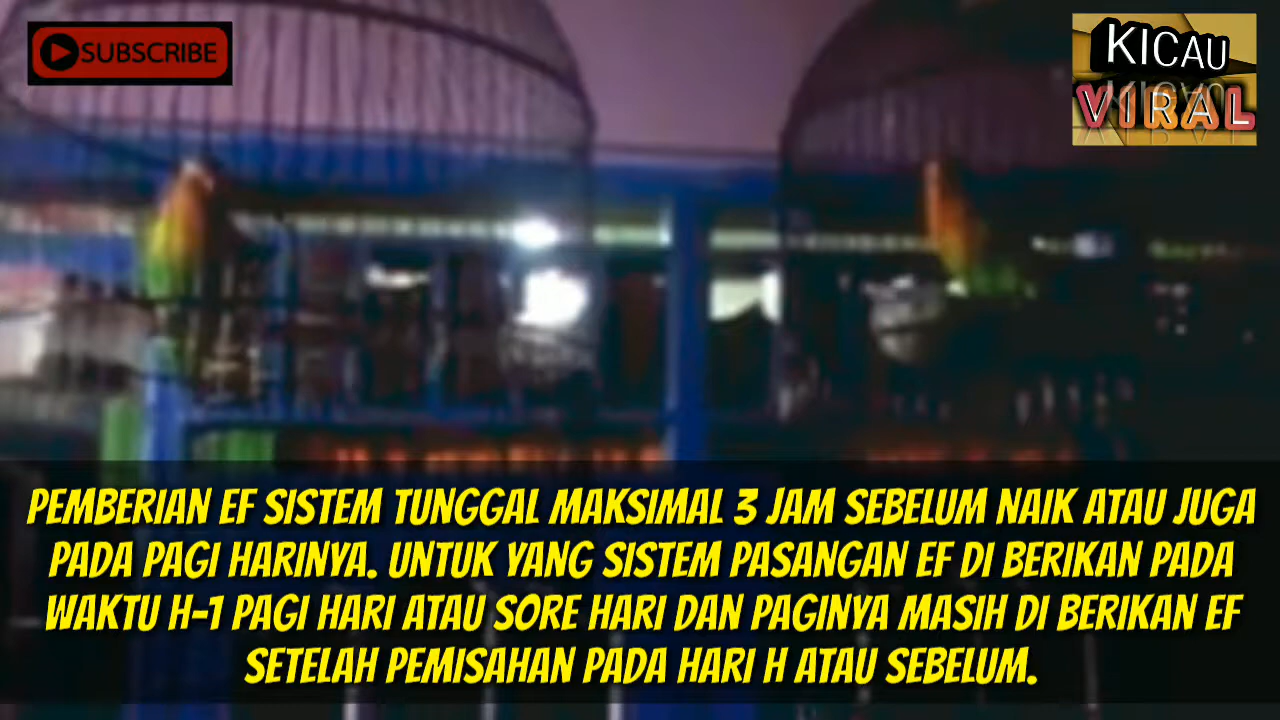 SUBSCRIBE
KICAU
VIRAL
PEMBERIAN EF SISTEM TUNGGAL MAKSIMAL 3 JAM SEBELUM NAIK ATAU JUGA
PADA PAGI HARINYA. UNTUK YANG SISTEM PASANGAN EF DI BERIKAN PADA
WAKTU H-1 PAGI HARI ATAU SORE HARI DAN PAGINYA MASIH DI BERIKAN EF
SETELAH PEMISAHAN PADA HARI H ATAU SEBELUM.